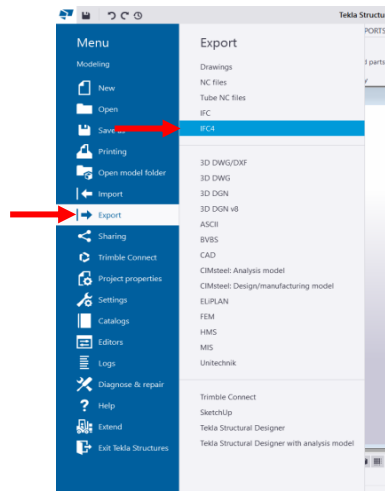 Tekla Structu
Menu
Modeling
New
Open
Save as
Printing
Open model folder
Import
Export
Sharing
Trimble Connect
Project properties
Settings
Catalogs
Editors
Logs
Diagnose & repair
Help
Extend
Exit Tekla Structures
Export
Drawings
NC files
Tube NC files
IFC
IFC4
3D DWG/DXF
3D DWG
3D DGN
3D DGN v8
ASCII
BVBS
CAD
CIMsteel: Analysis model
CIMsteel: Design/manufacturing model
ELiPLAN
FEM
HMS
MIS
Unitechnik
Trimble Connect
SketchUp
Tekla Structural Designer
Tekla Structural Designer with analysis model
PORTS
parts